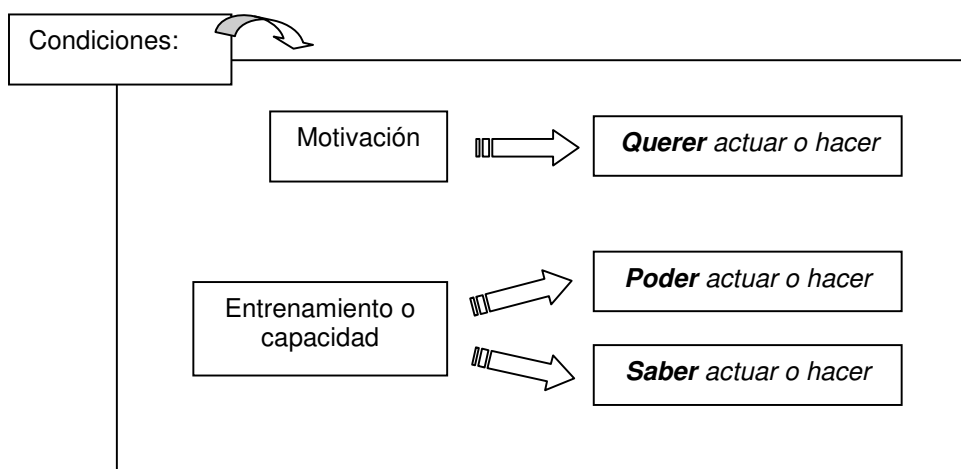 Condiciones:
Motivación
Querer actuar o hacer
Poder actuar o hacer
Entrenamiento o
capacidad
Saber actuar o hacer